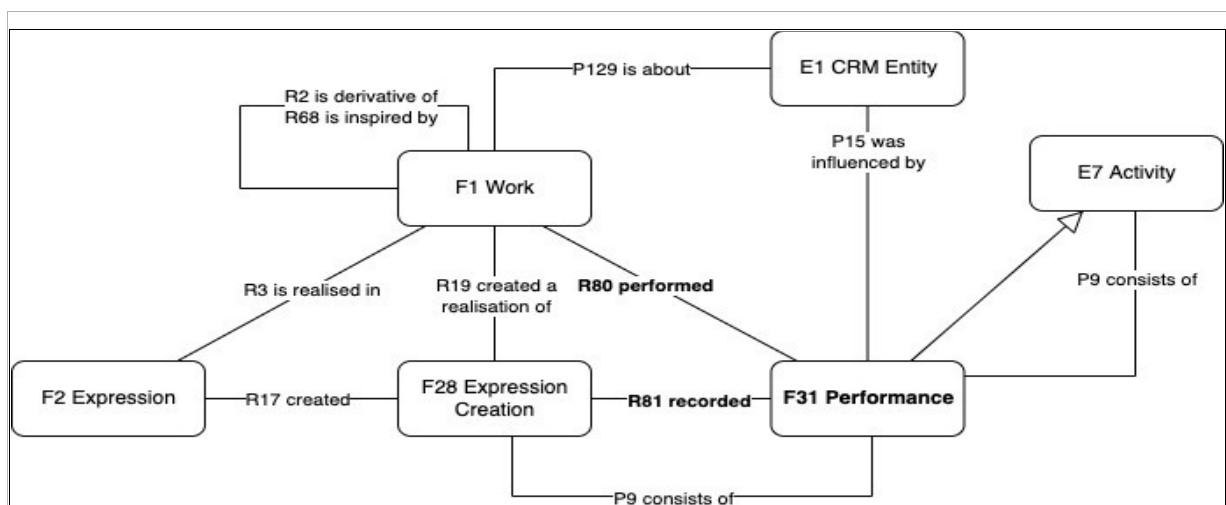 E1 CRM Entity
P129 is about
R2 is derivative of
R68 is inspired by
P15 was
influenced by
E7 Activity
F1 Work
P9 consists of
R3 is realised in
R19 created a
realisation of
R80 performed
F2 Expression
R17 created
F28 Expression
Creation
R81 recorded
F31 Performance
P9 consists of